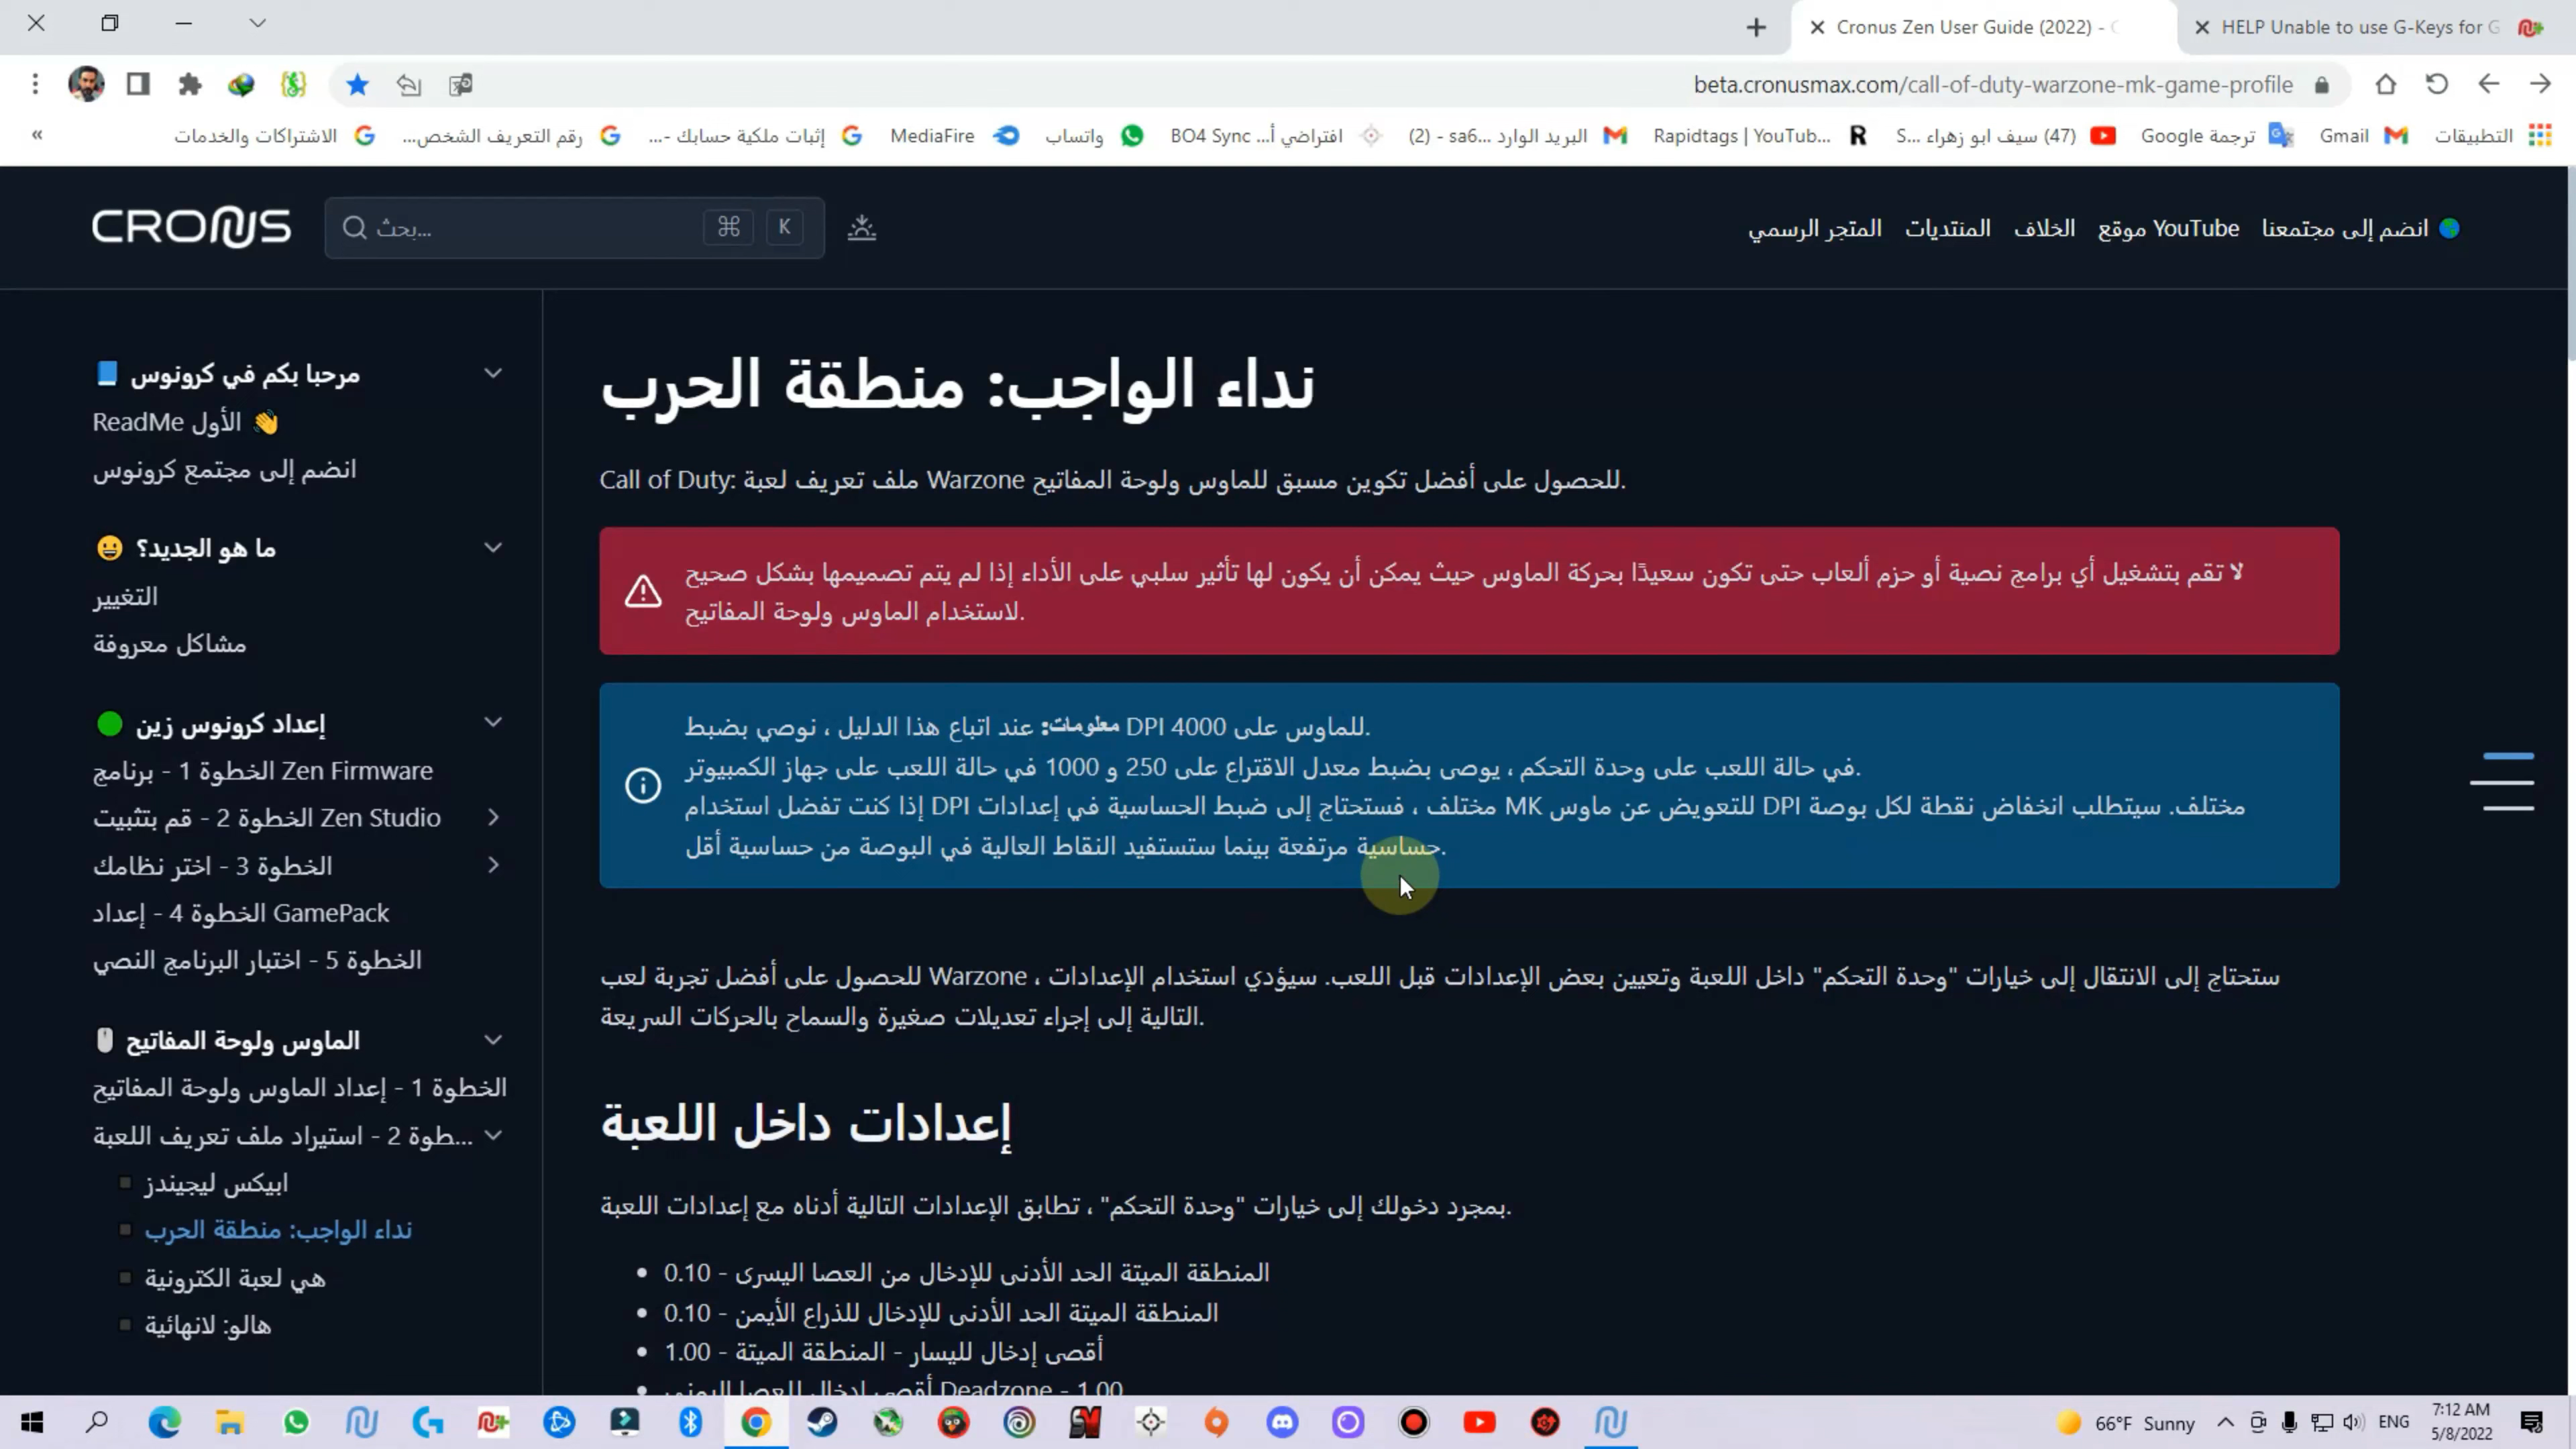 Cronus Zen User Guide (2022) - C
HELP Unable to use G-Keys for G
beta.cronusmax.com/call-of-duty-warzone-mk-game-profile
التطبيقات
Gmail
ترجمة Google
(47) سيف ابو زهراء - S...
Rapidtags | YouTub...
البريد الوارد (2) - sa6...
BO4 Sync افتراضي أ...
واتساب
MediaFire
إثبات ملكية حسابك -...
رقم التعريف الشخص...
الاشتراكات والخدمات
»
CRONUS
بحث...
⌘ K
المتجر الرسمي
المنتديات
الخلاف
موقع YouTube
انضم إلى مجتمعنا
مرحبا بكم في كرونوس
ReadMe الأول 👋
انضم إلى مجتمع كرونوس
ما هو الجديد؟
التغيير
مشاكل معروفة
إعداد كرونوس زين
الخطوة 1 - برنامج Zen Firmware
الخطوة 2 - قم بتثبيت Zen Studio
الخطوة 3 - اختر نظامك
الخطوة 4 - إعداد GamePack
الخطوة 5 - اختبار البرنامج النصي
الماوس ولوحة المفاتيح
الخطوة 1 - إعداد الماوس ولوحة المفاتيح
...طوة 2 - استيراد ملف تعريف اللعبة
ابيكس ليجيندز
نداء الواجب: منطقة الحرب
هي لعبة الكترونية
هالو: لانهائية
نداء الواجب: منطقة الحرب
Call of Duty: ملف تعريف لعبة Warzone للحصول على أفضل تكوين مسبق للماوس ولوحة المفاتيح.
لا تقم بتشغيل أي برامج نصية أو حزم ألعاب حتى تكون سعيدًا بحركة الماوس حيث يمكن أن يكون لها تأثير سلبي على الأداء إذا لم يتم تصميمها بشكل صحيح
لاستخدام الماوس ولوحة المفاتيح.
معلومات: عند اتباع هذا الدليل ، نوصي بضبط DPI 4000 للماوس على.
في حالة اللعب على وحدة التحكم ، يوصى بضبط معدل الاقتراع على 250 و 1000 في حالة اللعب على جهاز الكمبيوتر.
إذا كنت تفضل استخدام DPI مختلف ، فستحتاج إلى ضبط الحساسية في إعدادات MK للتعويض عن ماوس DPI مختلف. سيتطلب انخفاض نقطة لكل بوصة
حساسية مرتفعة بينما ستستفيد النقاط العالية في البوصة من حساسية أقل.
للحصول على أفضل تجربة لعب Warzone ، ستحتاج إلى الانتقال إلى خيارات "وحدة التحكم" داخل اللعبة وتعيين بعض الإعدادات قبل اللعب. سيؤدي استخدام الإعدادات
التالية إلى إجراء تعديلات صغيرة والسماح بالحركات السريعة.
إعدادات داخل اللعبة
بمجرد دخولك إلى خيارات "وحدة التحكم" ، تطابق الإعدادات التالية أدناه مع إعدادات اللعبة.
المنطقة الميتة الحد الأدنى للإدخال من العصا اليسرى - 0.10
المنطقة الميتة الحد الأدنى للإدخال للذراع الأيمن - 0.10
أقصى إدخال لليسار - المنطقة الميتة - 1.00
أقصى إدخال للعصا اليمنى Deadzone - 1.00
66°F Sunny
ENG
7:12 AM
5/8/2022